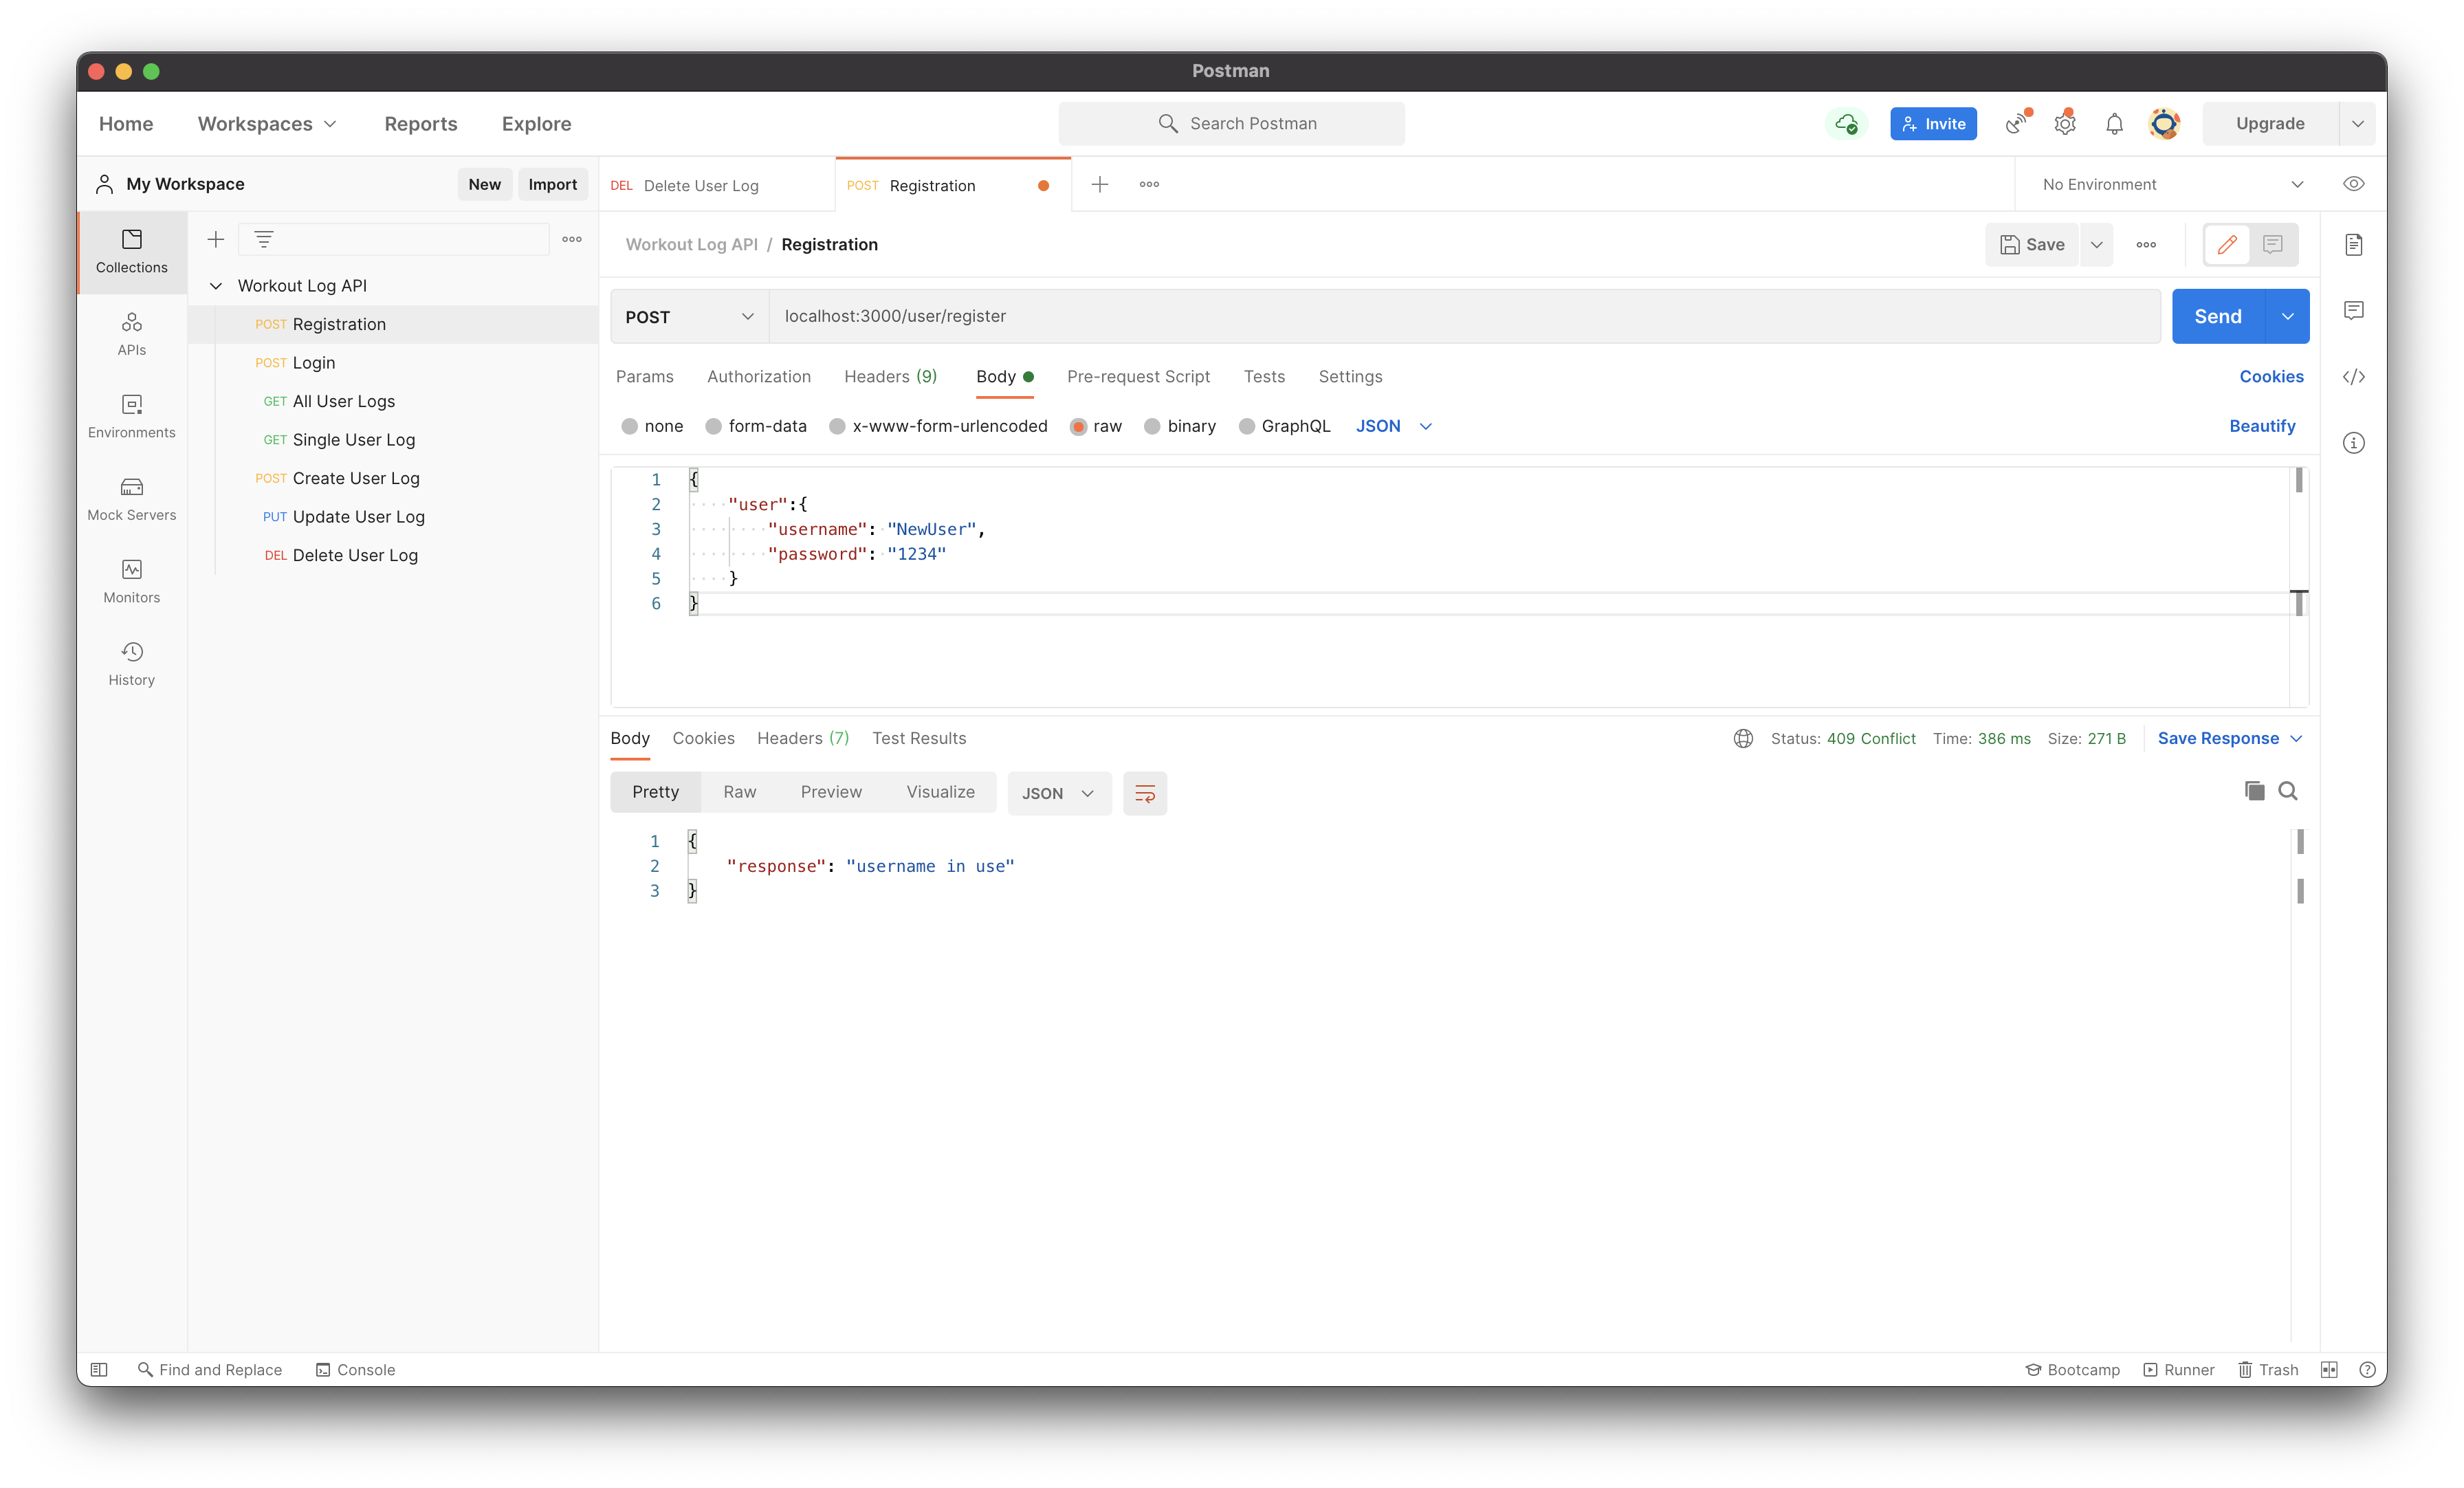 Postman
Home Workspaces Reports Explore Search Postman Invite Upgrade
My Workspace New Import DEL Delete User Log POST Registration No Environment
Collections
APIs
Environments
Mock Servers
Monitors
History
Workout Log API
POST Registration
POST Login
GET All User Logs
GET Single User Log
POST Create User Log
PUT Update User Log
DEL Delete User Log
Workout Log API / Registration Save
POST localhost:3000/user/register Send
Params Authorization Headers (9) Body Pre-request Script Tests Settings Cookies
none form-data x-www-form-urlencoded raw binary GraphQL JSON Beautify
1 {
2 "user":{
3 "username": "NewUser",
4 "password": "1234"
5 }
6 }
Body Cookies Headers (7) Test Results Status: 409 Conflict Time: 386 ms Size: 271 B Save Response
Pretty Raw Preview Visualize JSON
1 {
2 "response": "username in use"
3 }
Find and Replace Console Bootcamp Runner Trash